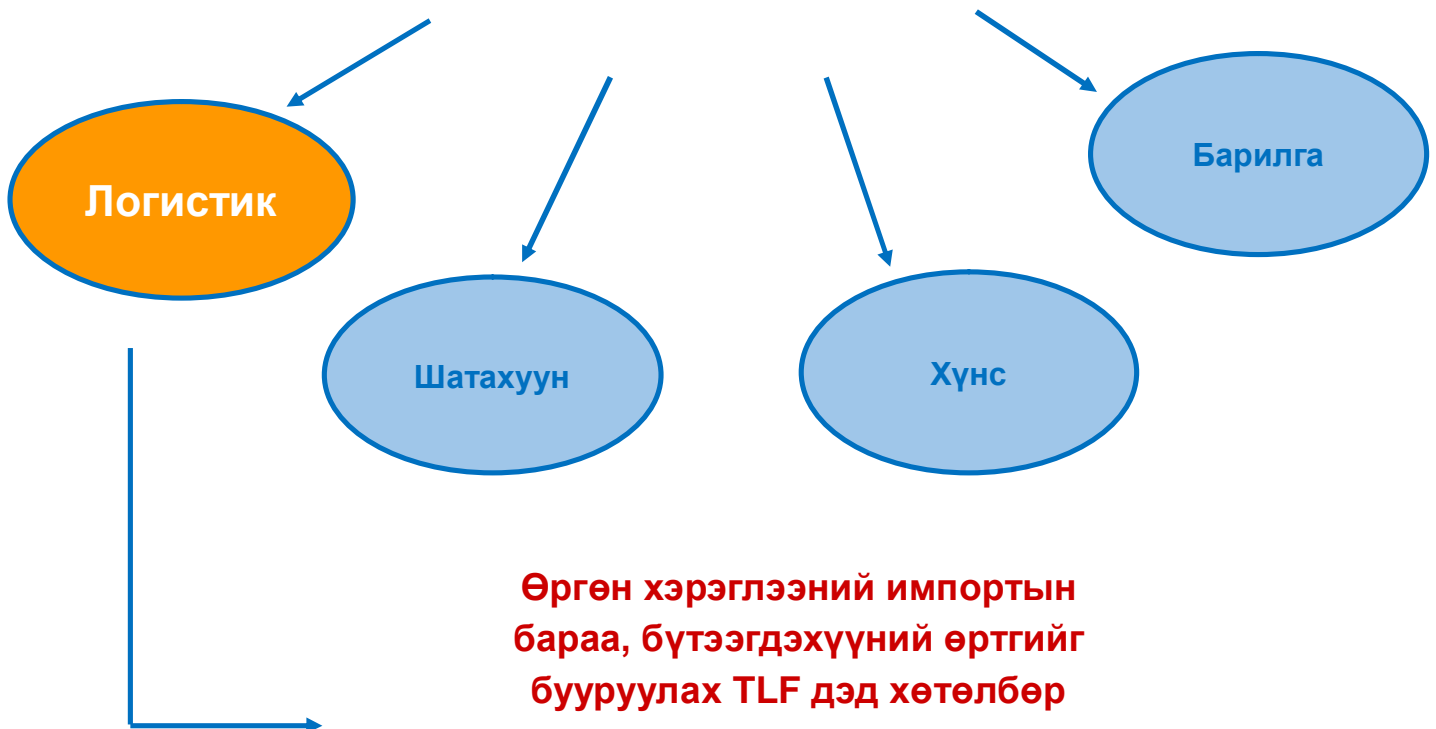 Барилга
Логистик
Шатахуун
Хүнс
Өргөн хэрэглээний импортын
бараа, бүтээгдэхүүний өртгийг
бууруулах TLF дэд хөтөлбөр